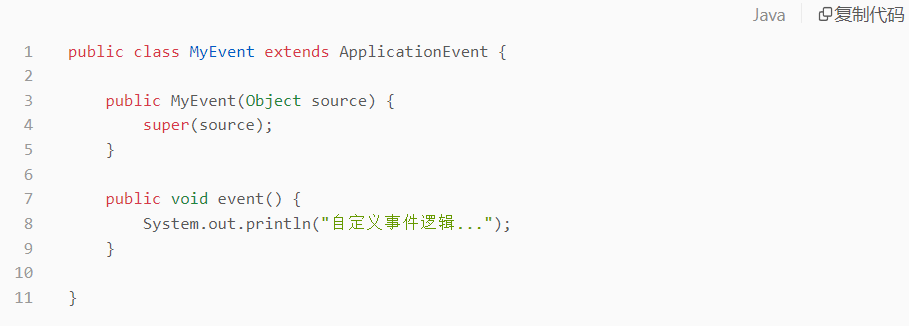 Java 复制代码
1 public class MyEvent extends ApplicationEvent {
2
3     public MyEvent(Object source) {
4         super(source);
5     }
6
7     public void event() {
8         System.out.println("自定义事件逻辑...");
9     }
10
11 }